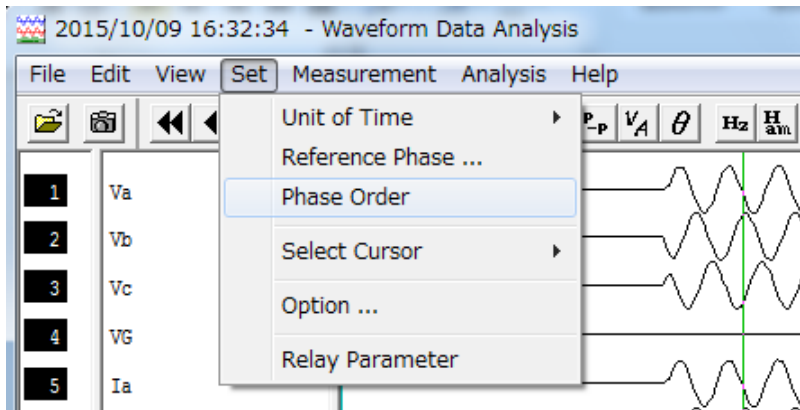 2015/10/09 16:32:34 - Waveform Data Analysis
File Edit View Set Measurement Analysis Help
Unit of Time
P-P V/A θ Hz Ham
Reference Phase ...
1 Va
Phase Order
2 Vb
Select Cursor
3 Vc
Option ...
4 VG
Relay Parameter
5 Ia